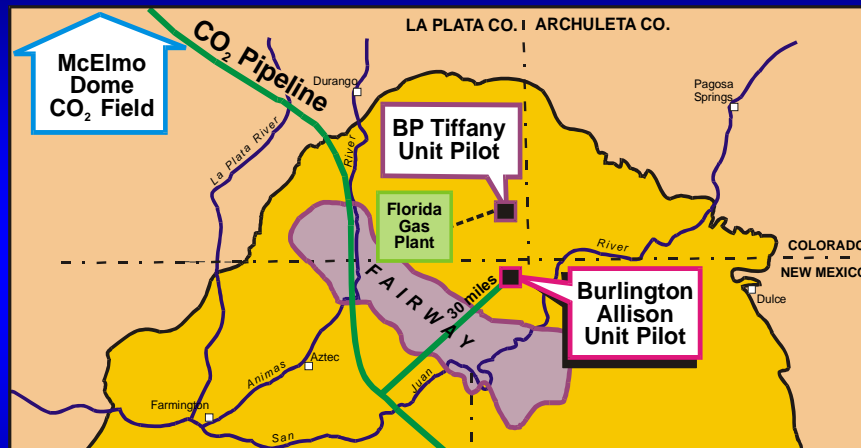 LA PLATA CO.
ARCHULETA CO.
McElmo
Dome
CO₂ Field
CO₂ Pipeline
Durango
Pagosa
Springs
La Plata River
River
BP Tiffany
Unit Pilot
Florida
Gas
Plant
River
COLORADO
NEW MEXICO
FAIRWAY
30 miles
Burlington
Allison
Unit Pilot
Dulce
Aztec
Animas
Juan
Farmington
San